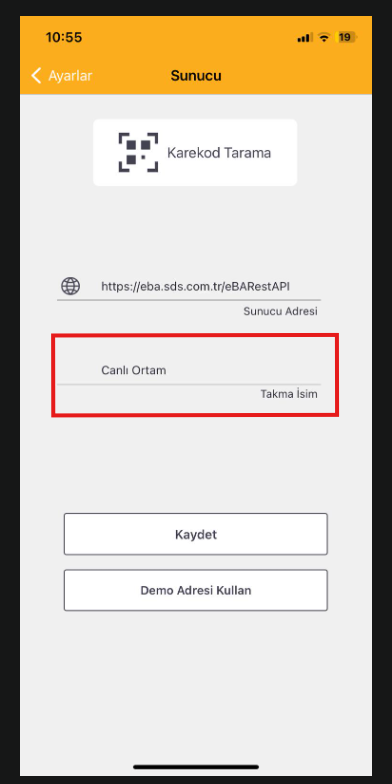 10:55
19
Ayarlar
Sunucu
Karekod Tarama
https://eba.sds.com.tr/eBARestAPI
Sunucu Adresi
Canlı Ortam
Takma İsim
Kaydet
Demo Adresi Kullan